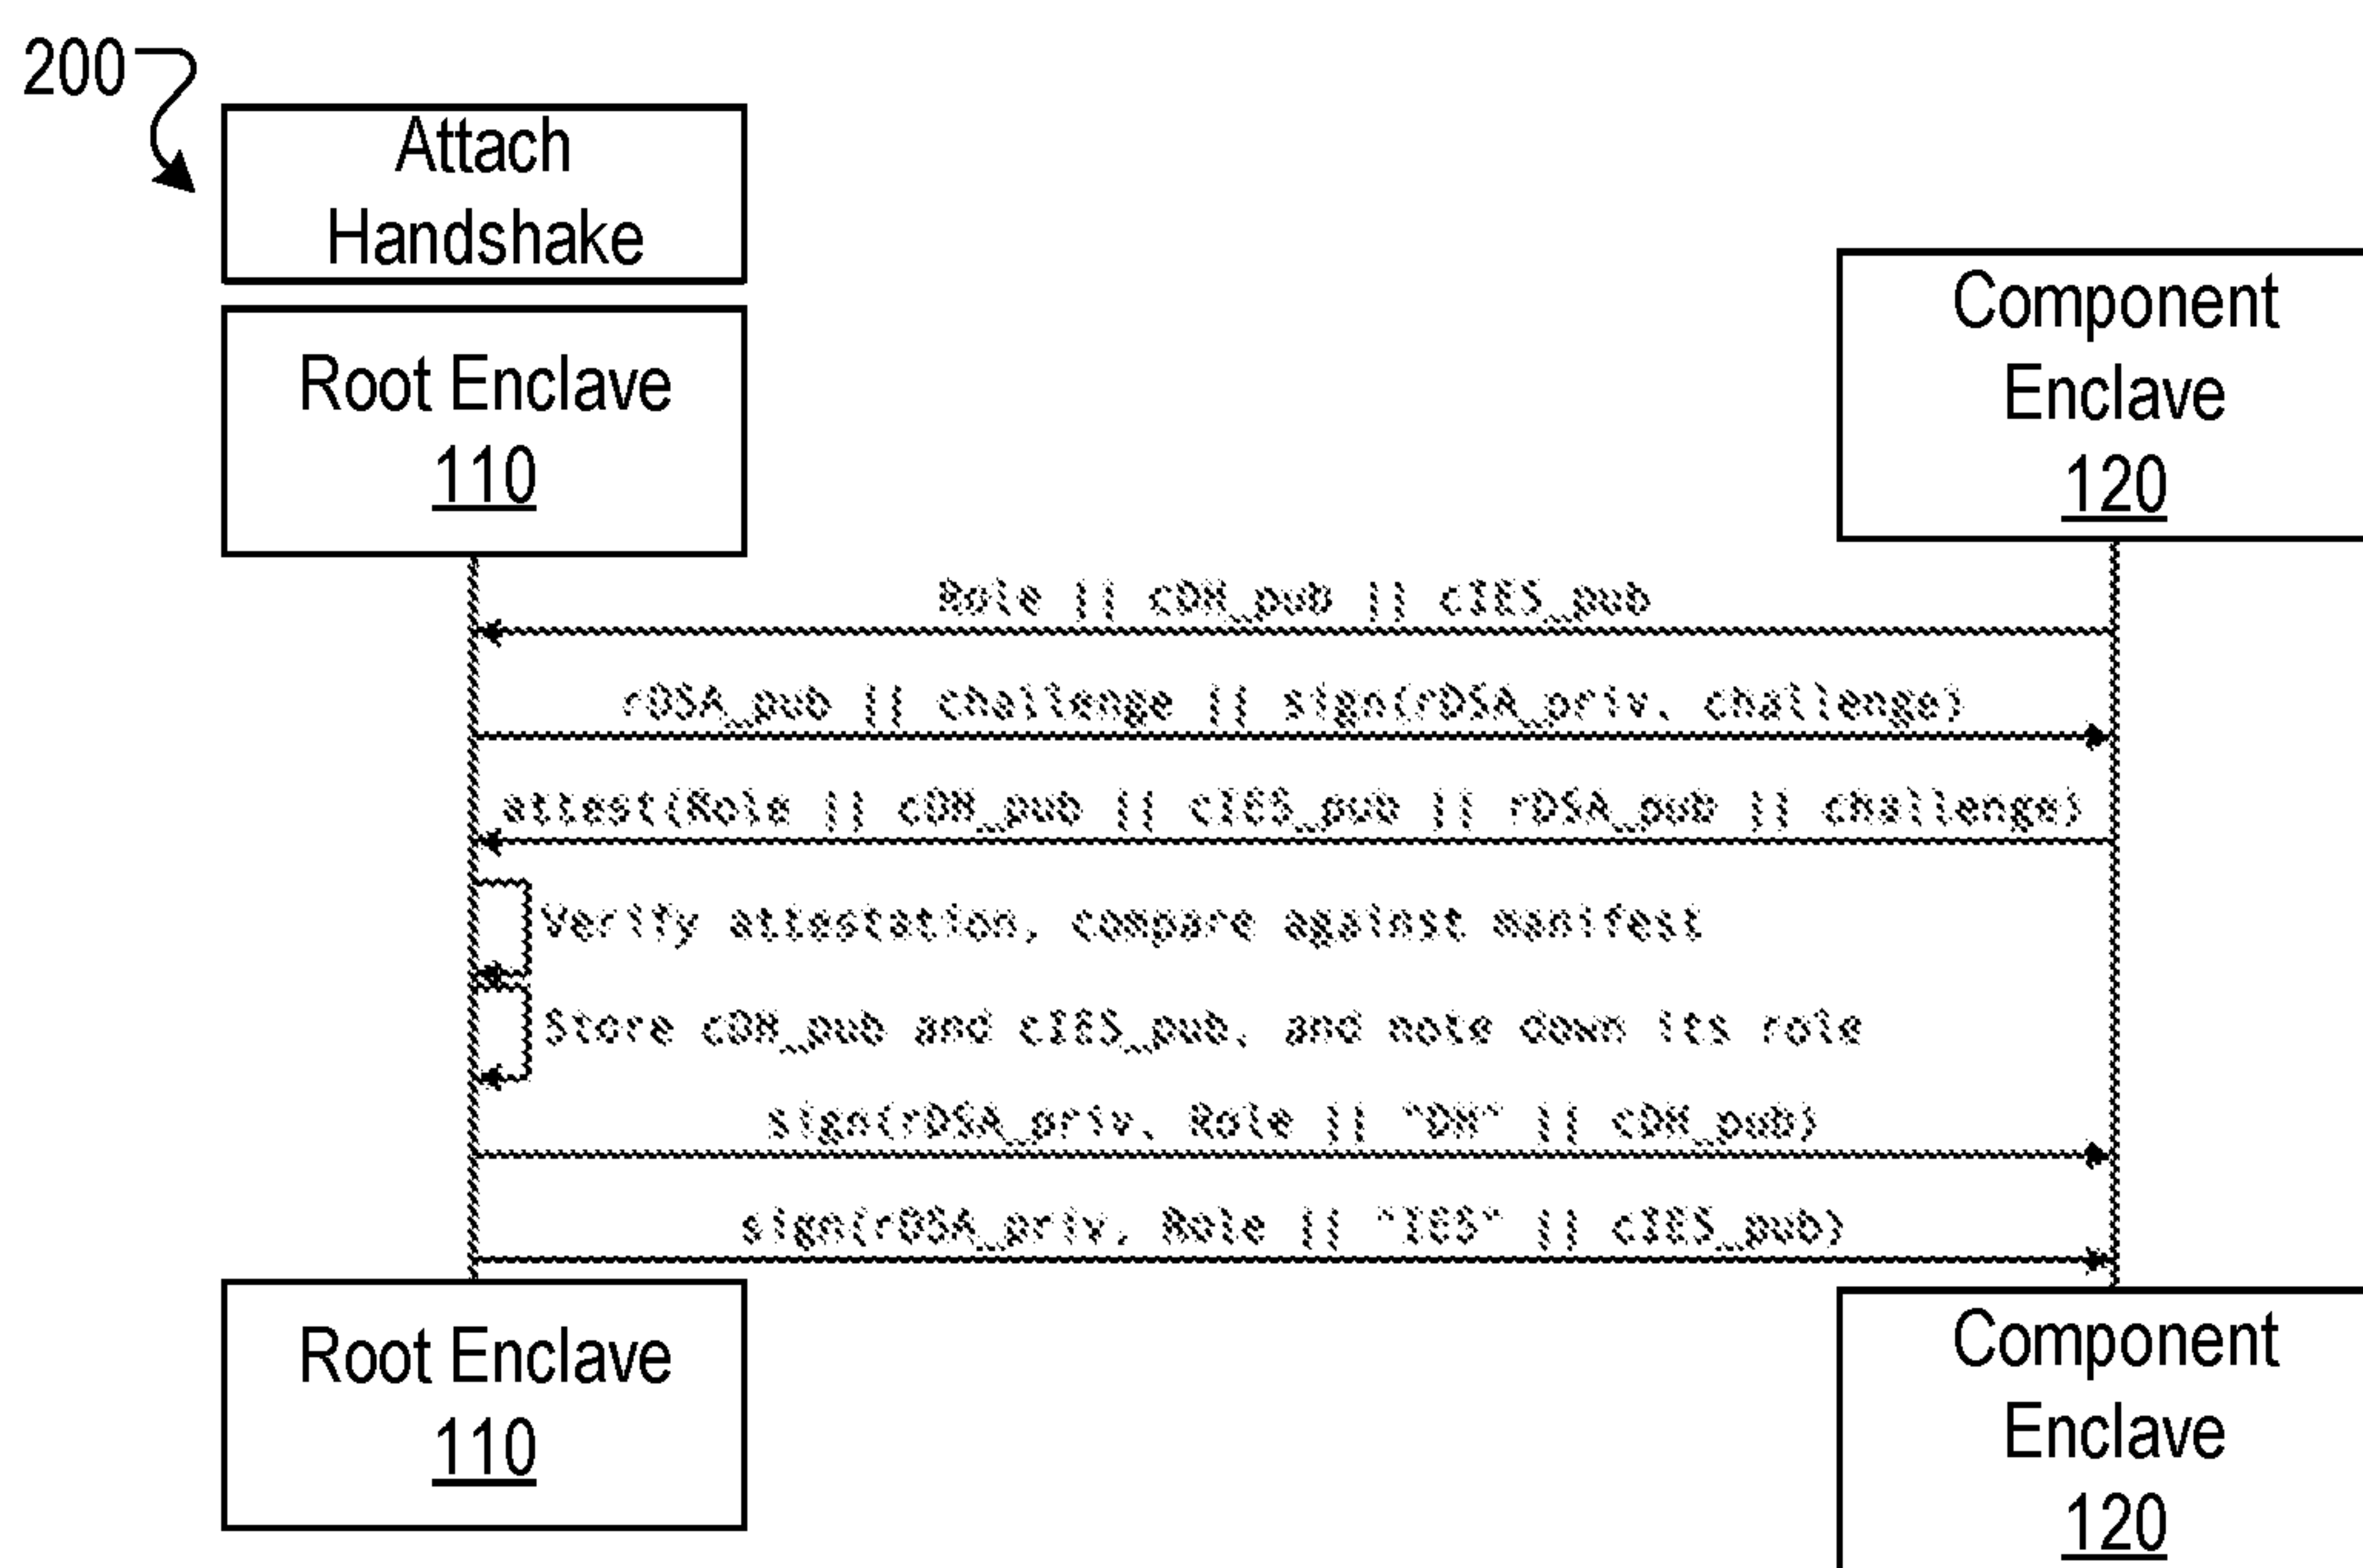 200
Attach
Handshake
Root Enclave
110
Component
Enclave
120
Role || cDH_pub || cIES_pub
rDSA_pub || challenge || sign(rDSA_priv, challenge)
attest(Role || cDH_pub || cIES_pub || rDSA_pub || challenge)
Verify attestation, compare against manifest
Store cDH_pub and cIES_pub, and note down its role
sign(rDSA_priv, Role || "DH" || cDH_pub)
sign(rDSA_priv, Role || "IES" || cIES_pub)
Root Enclave
110
Component
Enclave
120